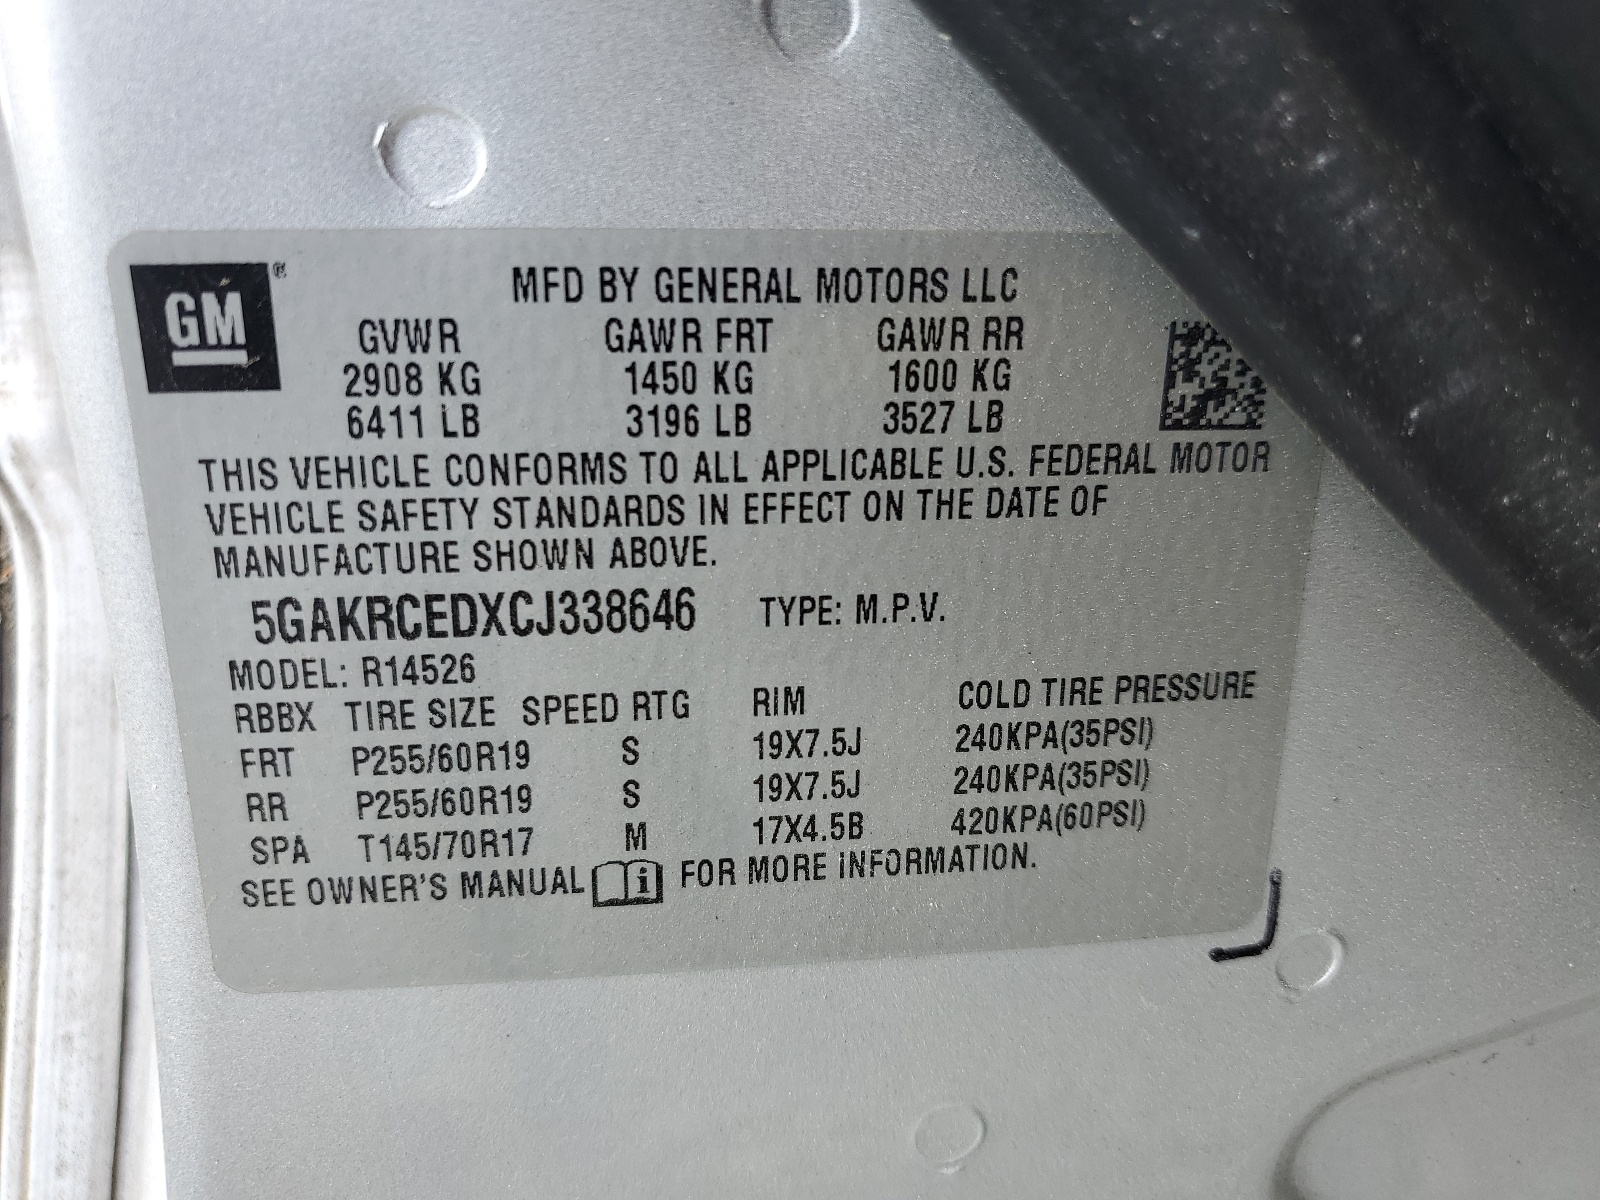 GM ®
MFD BY GENERAL MOTORS LLC
GVWR GAWR FRT GAWR RR
2908 KG 1450 KG 1600 KG
6411 LB 3196 LB 3527 LB
THIS VEHICLE CONFORMS TO ALL APPLICABLE U.S. FEDERAL MOTOR
VEHICLE SAFETY STANDARDS IN EFFECT ON THE DATE OF
MANUFACTURE SHOWN ABOVE.
5GAKRCEDXCJ338646 TYPE: M.P.V.
MODEL: R14526
RBBX TIRE SIZE SPEED RTG RIM COLD TIRE PRESSURE
FRT P255/60R19 S 19X7.5J 240KPA(35PSI)
RR P255/60R19 S 19X7.5J 240KPA(35PSI)
SPA T145/70R17 M 17X4.5B 420KPA(60PSI)
SEE OWNER'S MANUAL i FOR MORE INFORMATION.